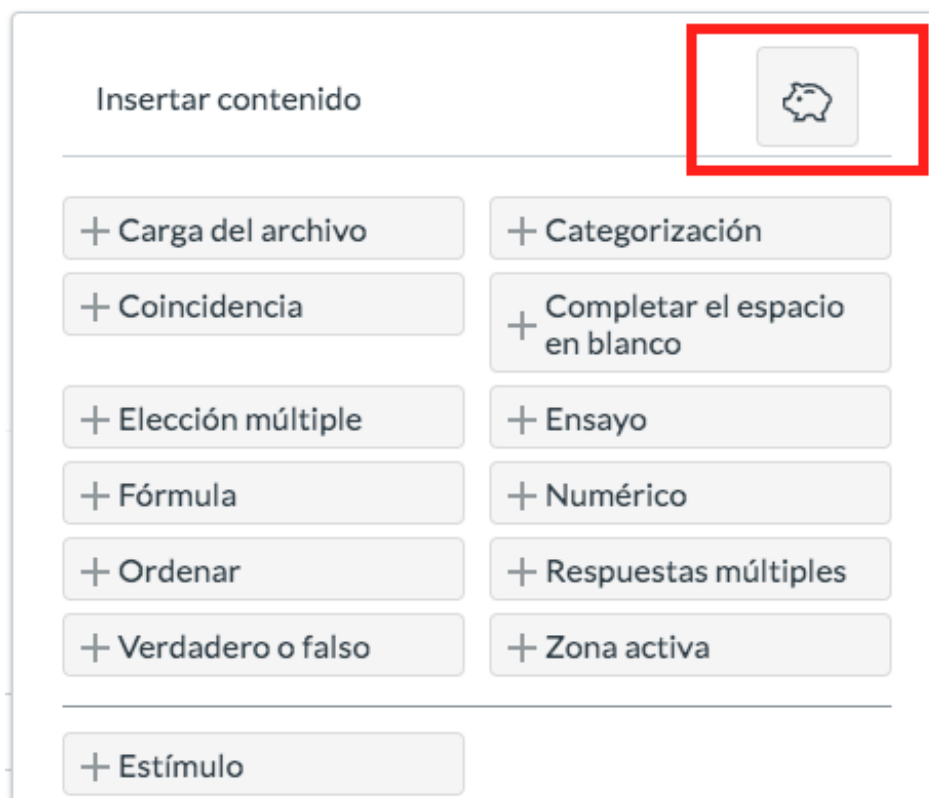 Insertar contenido
+ Carga del archivo
+ Categorización
+ Coincidencia
+ Completar el espacio
en blanco
+ Elección múltiple
+ Ensayo
+ Fórmula
+ Numérico
+ Ordenar
+ Respuestas múltiples
+ Verdadero o falso
+ Zona activa
+ Estímulo